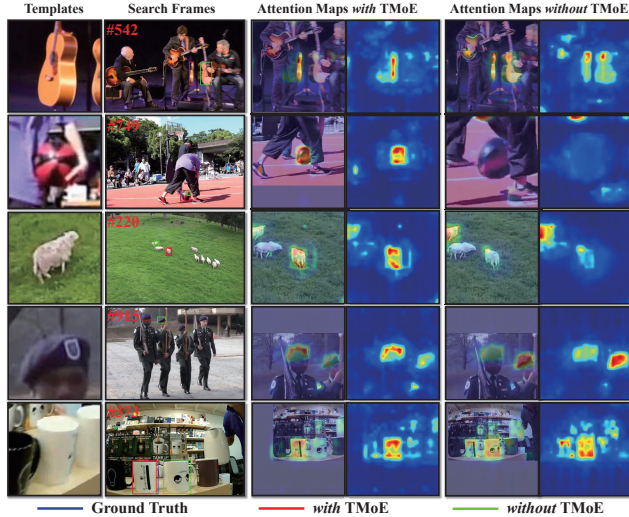 Templates Search Frames Attention Maps with TMoE Attention Maps without TMoE
#542
#749
#220
#915
Ground Truth with TMoE without TMoE